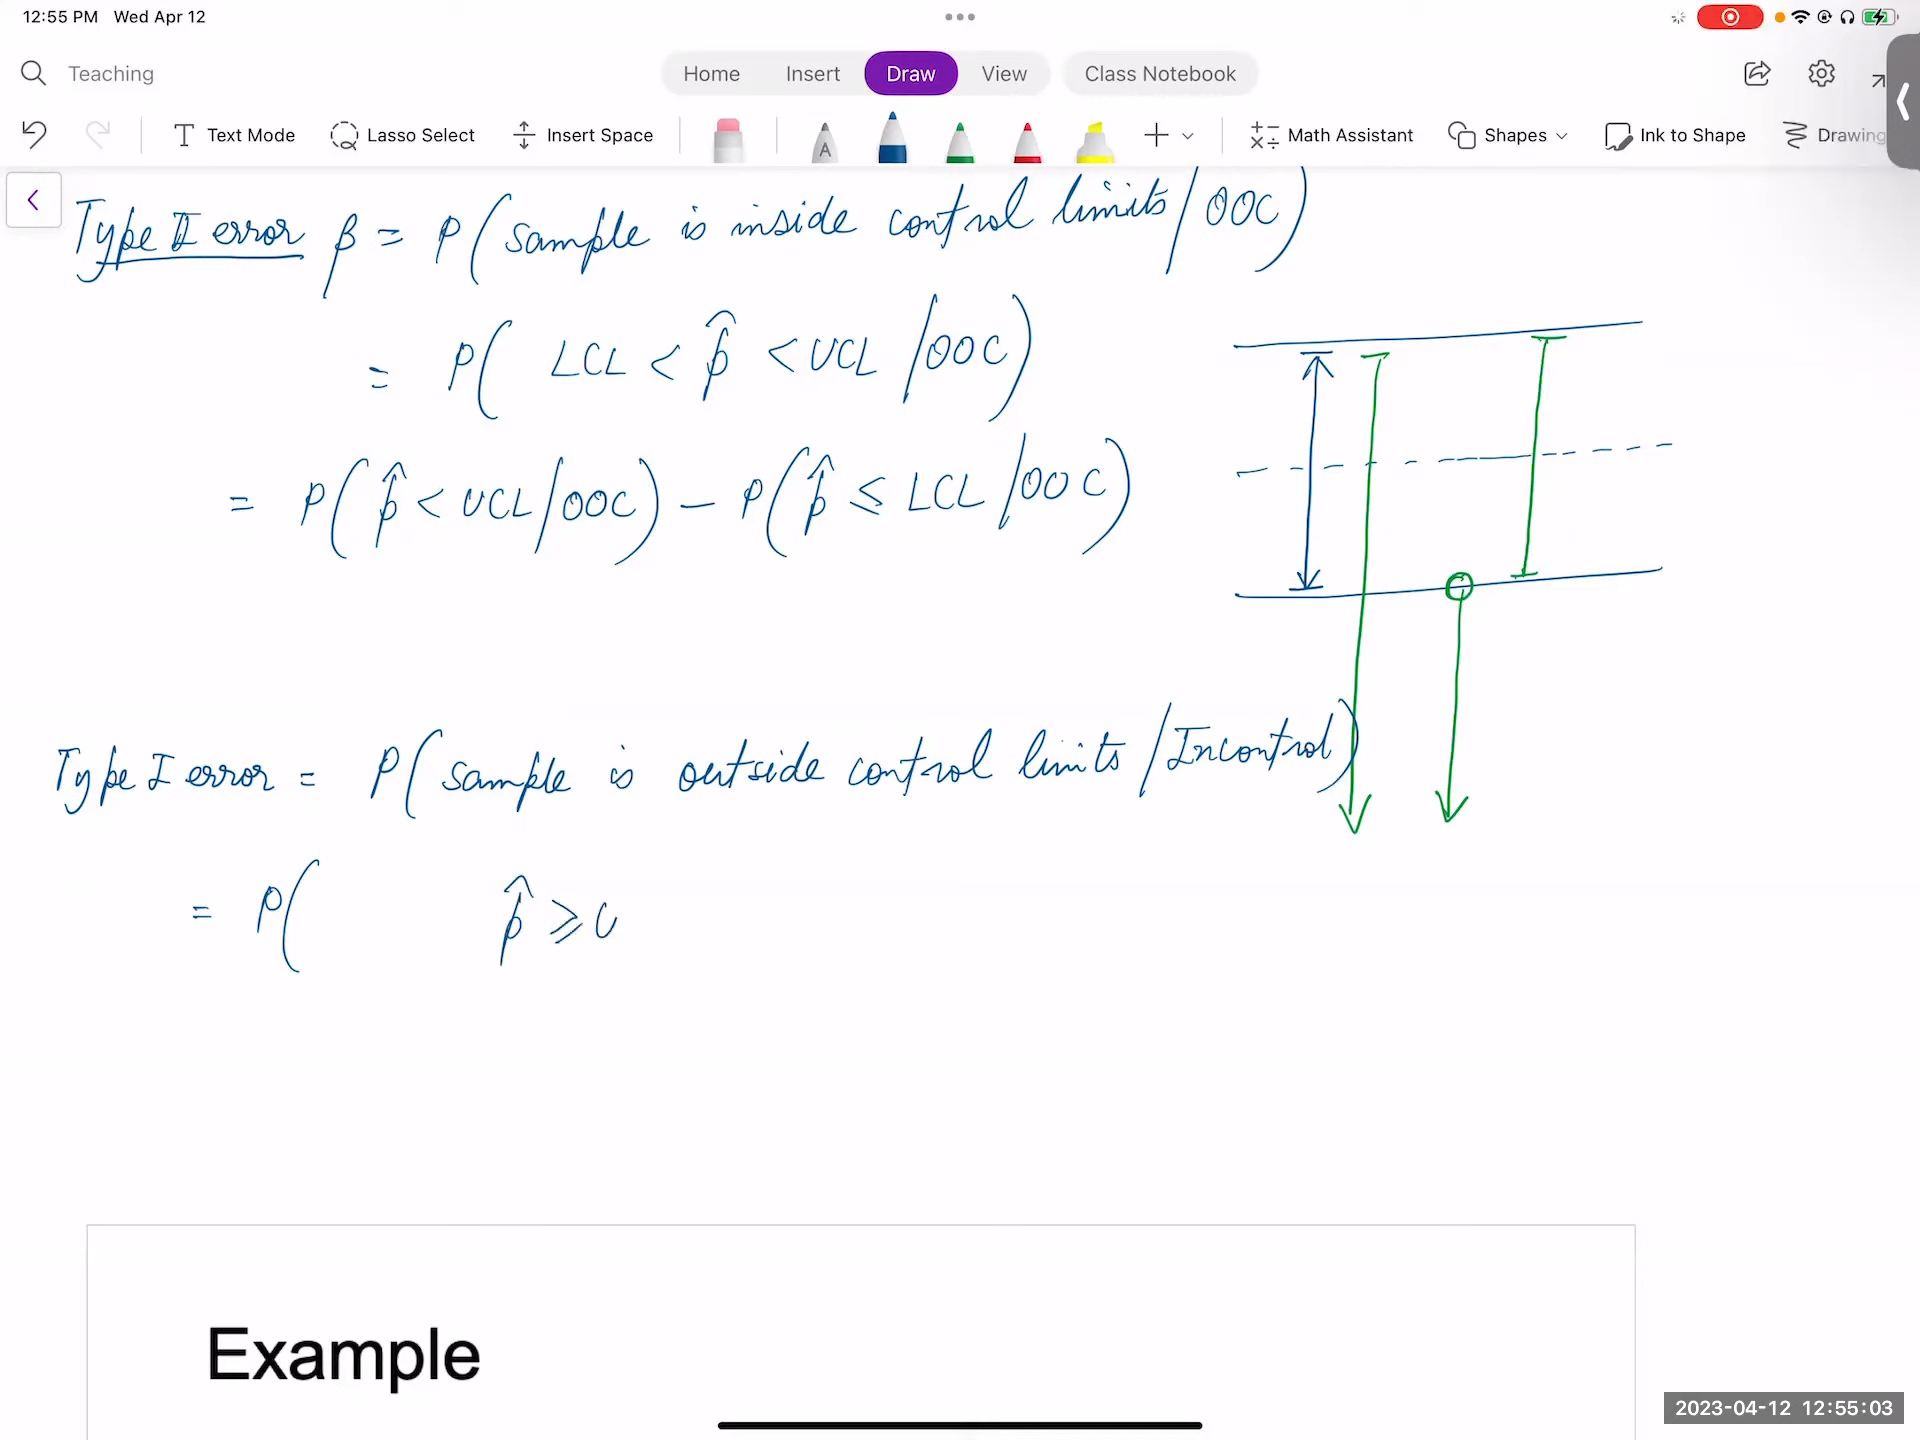 12:55 PM Wed Apr 12
Teaching Home Insert Draw View Class Notebook
Text Mode Lasso Select Insert Space A Math Assistant Shapes Ink to Shape Drawing
Type II error β = P(sample is inside control limits/OOC)
= P( LCL < p̂ < UCL /OOC)
= P(p̂ < UCL/OOC) - P(p̂ ≤ LCL/OOC)
Type I error = P(sample is outside control limits/Incontrol)
= P( p̂ ≥ U
Example
2023-04-12 12:55:03